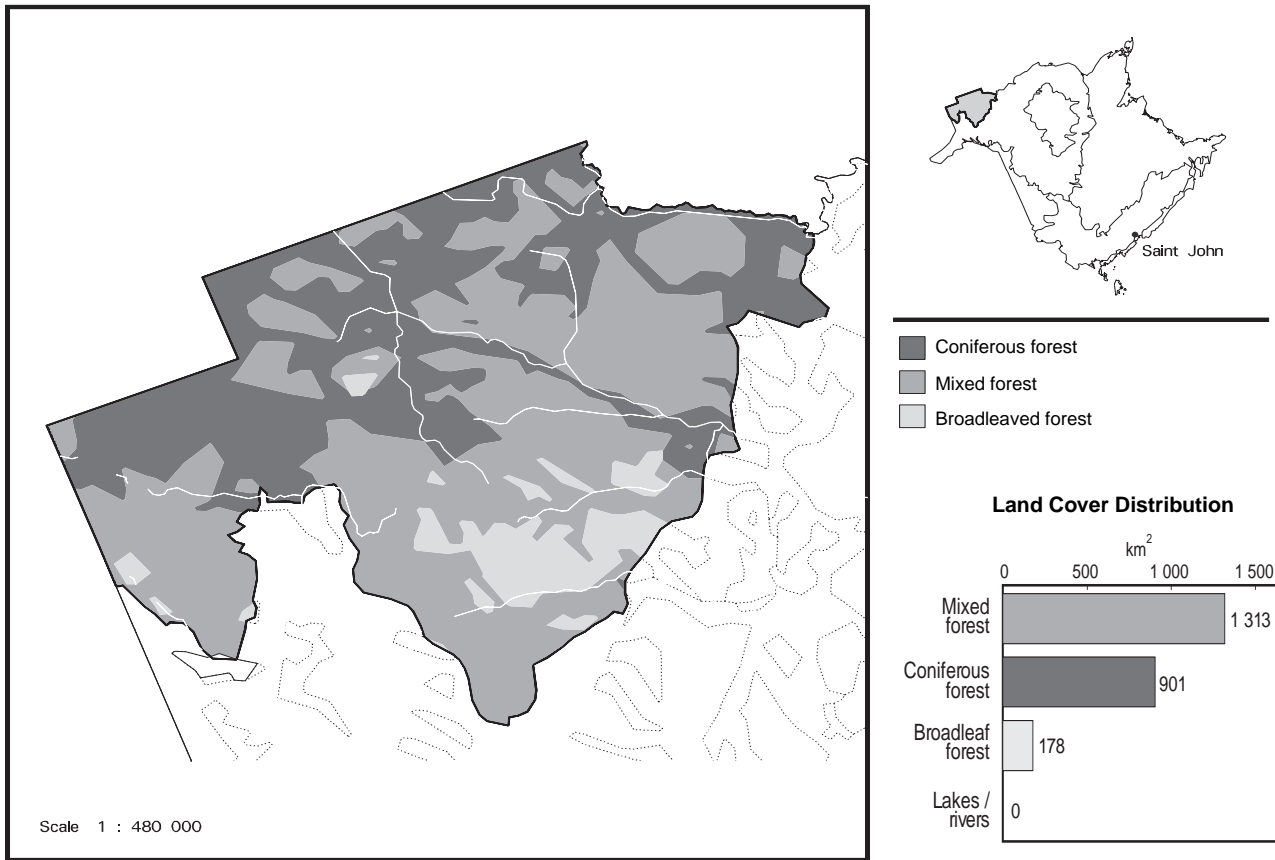 Saint John
Coniferous forest
Mixed forest
Broadleaved forest
Land Cover Distribution
km²
0 500 1 000 1 500
Mixed
forest
1 313
Coniferous
forest
901
Broadleaf
forest
178
Lakes /
rivers
0
Scale 1 : 480 000